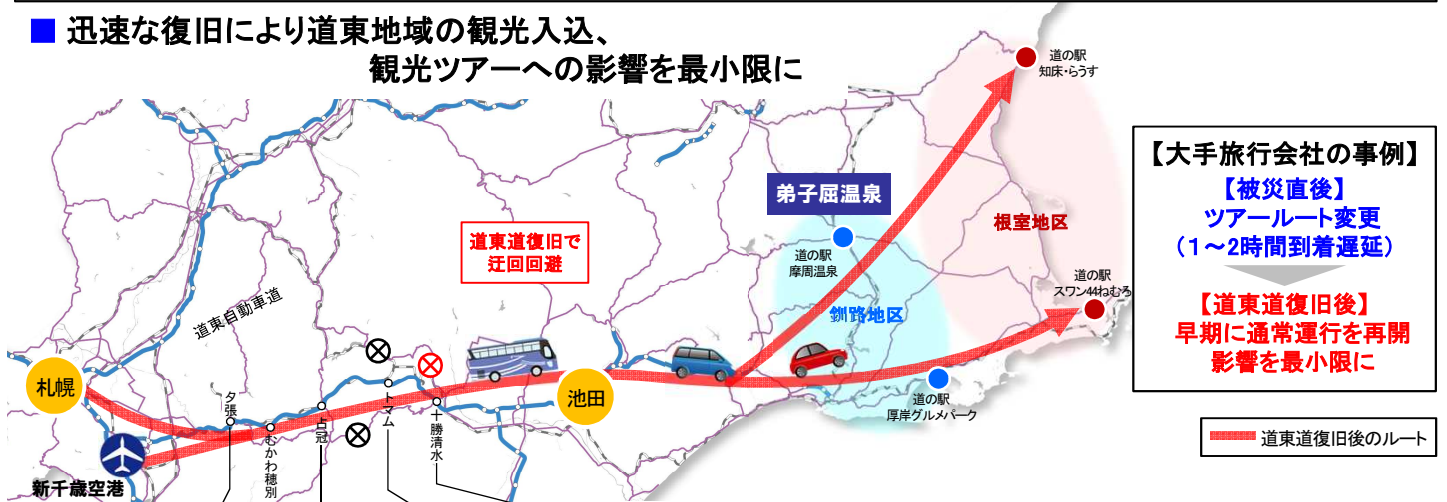 ■ 迅速な復旧により道東地域の観光入込、
観光ツアーへの影響を最小限に
道の駅
知床・らうす
弟子屈温泉
道東道復旧で
迂回回避
道の駅
摩周温泉
根室地区
道の駅
スワン44ねむろ
釧路地区
道東自動車道
札幌
池田
夕張
むかわ穂別
占冠
トマム
十勝清水
道の駅
厚岸グルメパーク
新千歳空港
【大手旅行会社の事例】
【被災直後】
ツアールート変更
(1~2時間到着遅延)
【道東道復旧後】
早期に通常運行を再開
影響を最小限に
道東道復旧後のルート